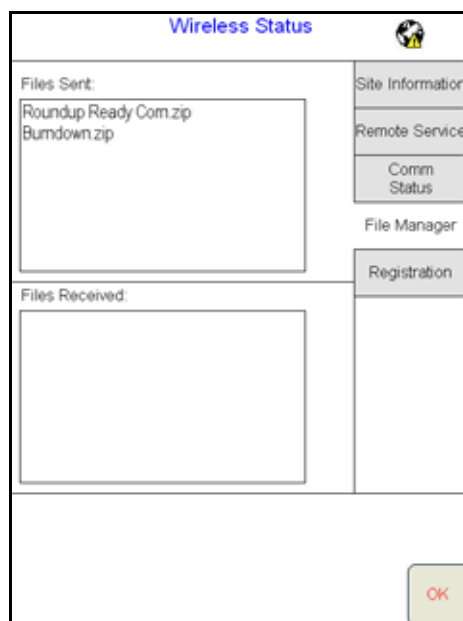 Wireless Status
Files Sent:
Roundup Ready Corn.zip
Burndown.zip
Files Received:
Site Information
Remote Service
Comm
Status
File Manager
Registration
OK